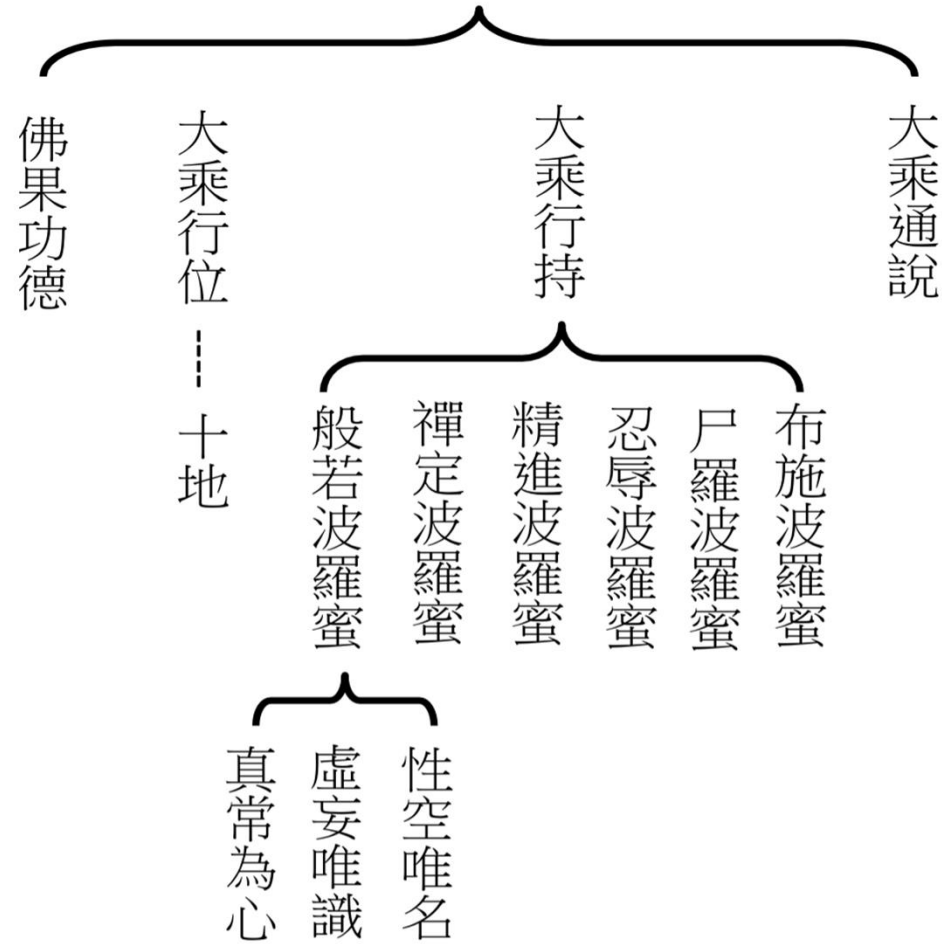 大乘通說
大乘行持
布施波羅蜜
尸羅波羅蜜
忍辱波羅蜜
精進波羅蜜
禪定波羅蜜
般若波羅蜜
性空唯名
虛妄唯識
真常為心
大乘行位
十地
佛果功德